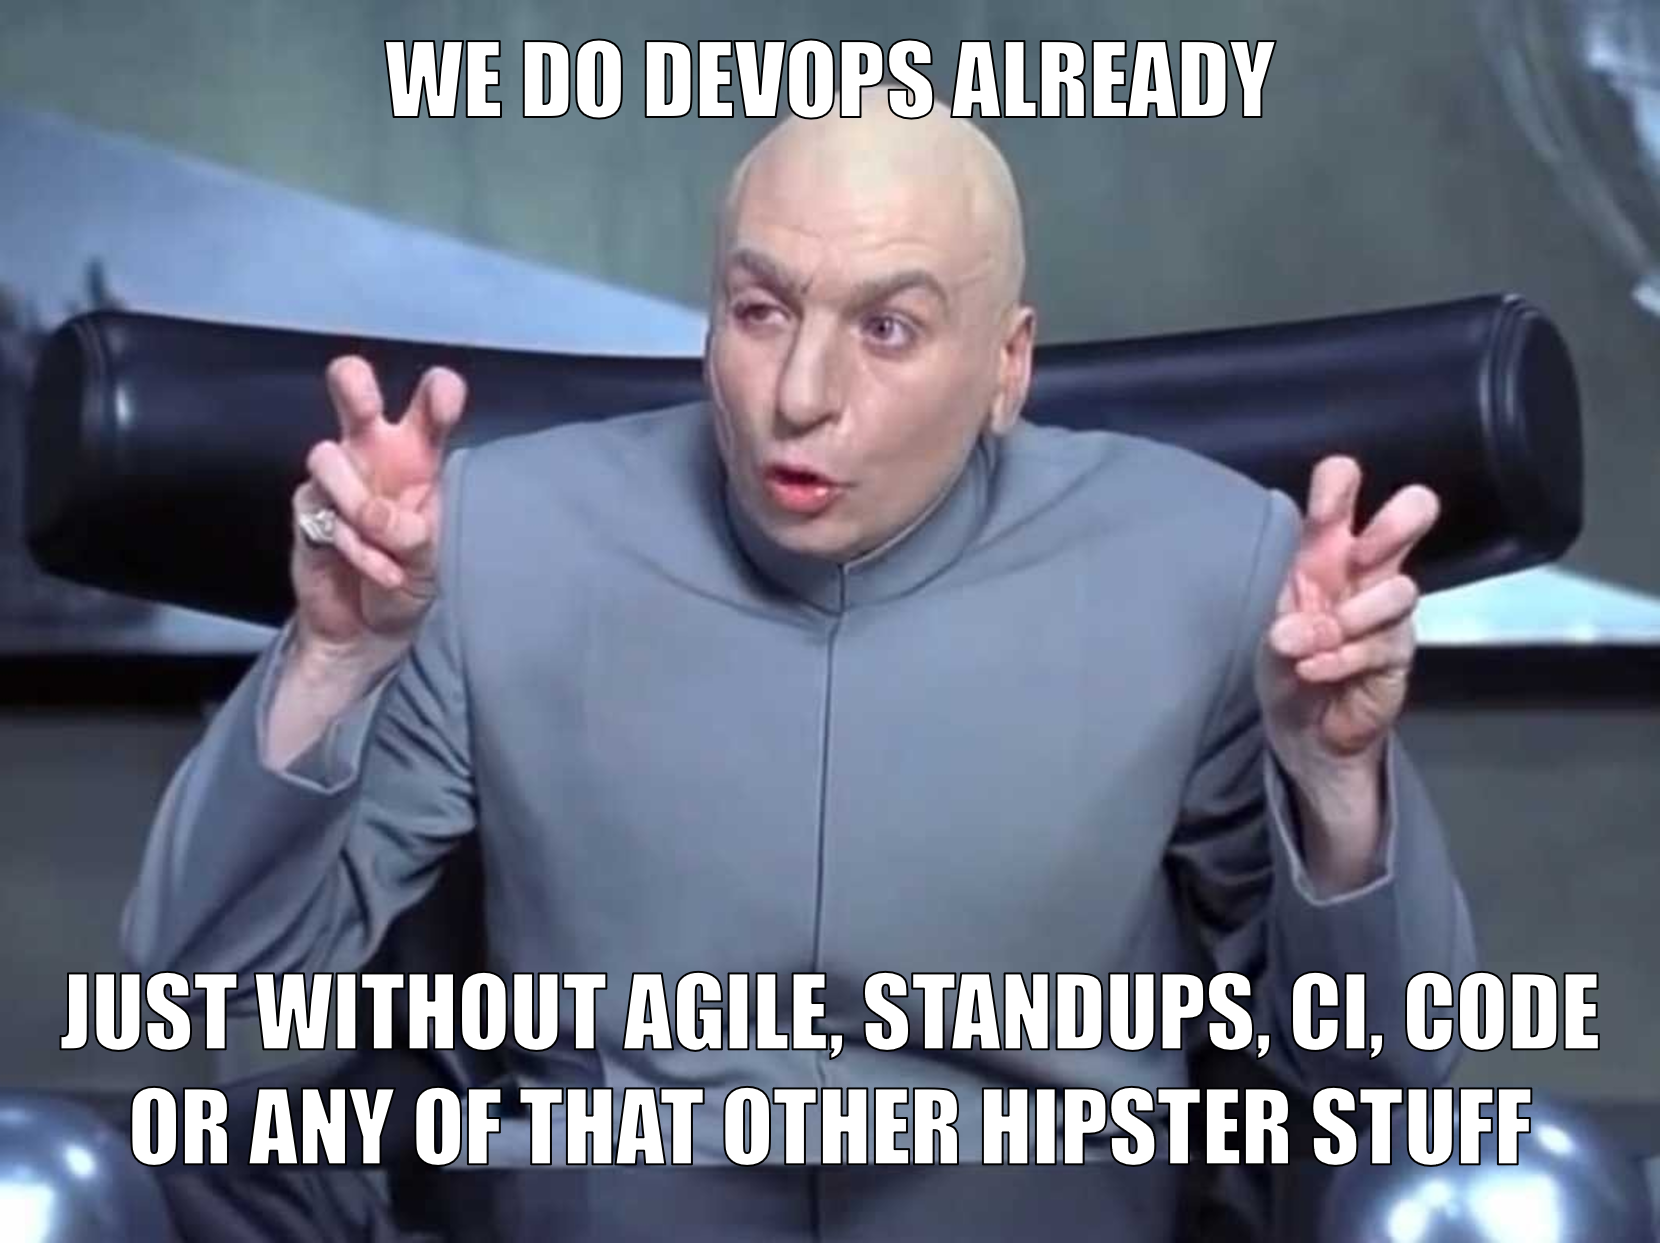 WE DO DEVOPS ALREADY
JUST WITHOUT AGILE, STANDUPS, CI, CODE
OR ANY OF THAT OTHER HIPSTER STUFF